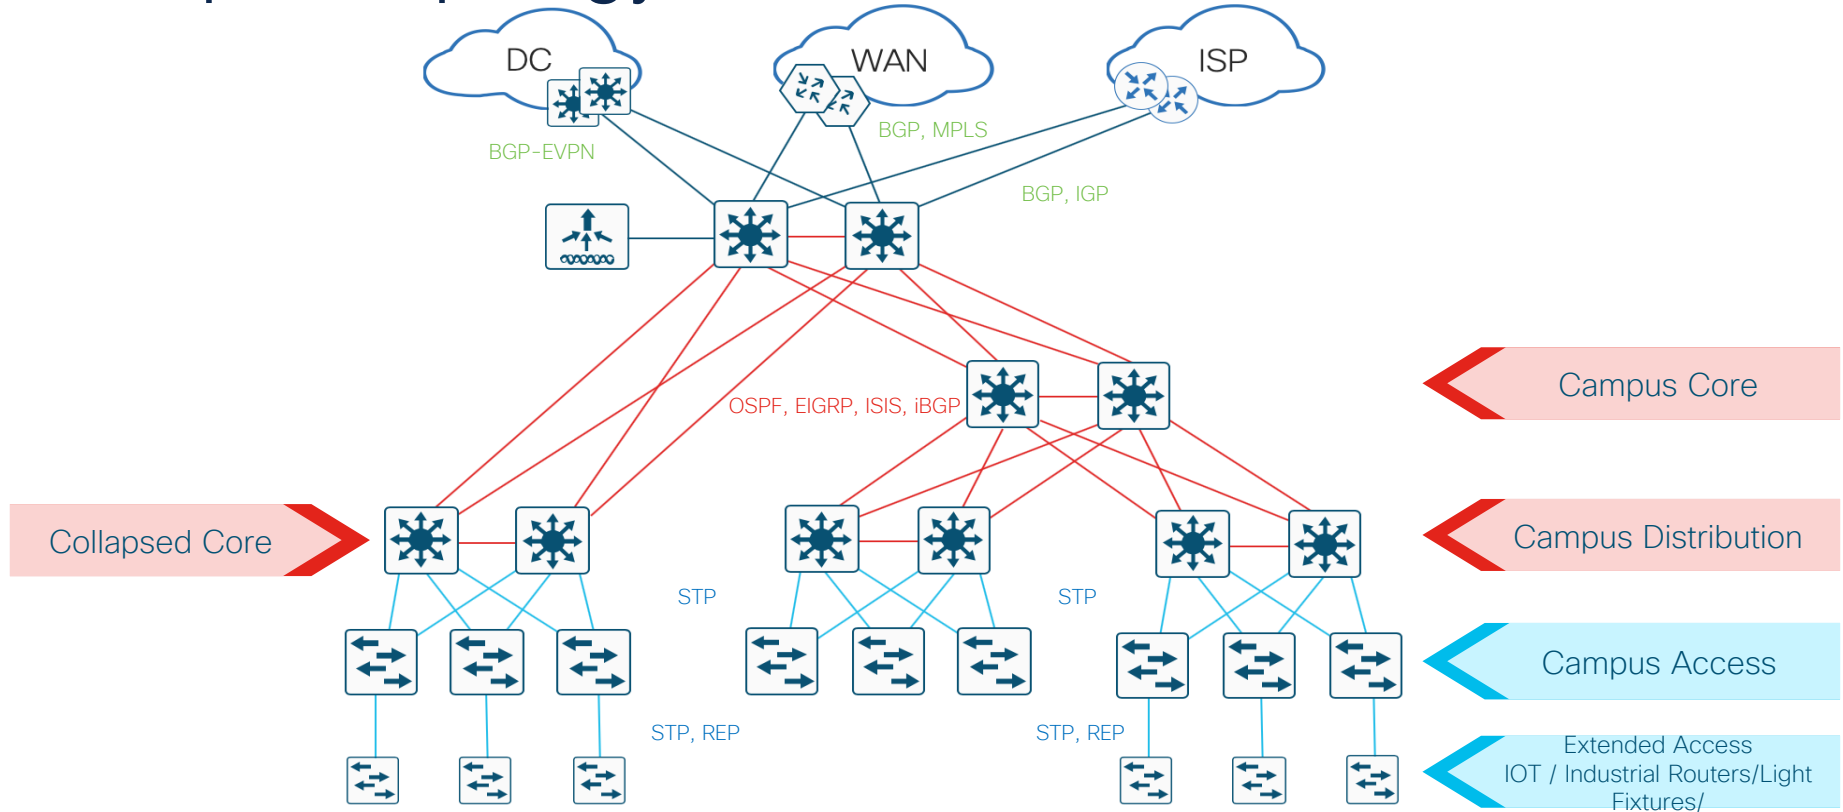 DC
WAN
ISP
BGP, MPLS
BGP-EVPN
BGP, IGP
Campus Core
OSPF, EIGRP, ISIS, iBGP
Collapsed Core
Campus Distribution
STP
STP
Campus Access
STP, REP
STP, REP
Extended Access
IOT / Industrial Routers/Light
Fixtures/